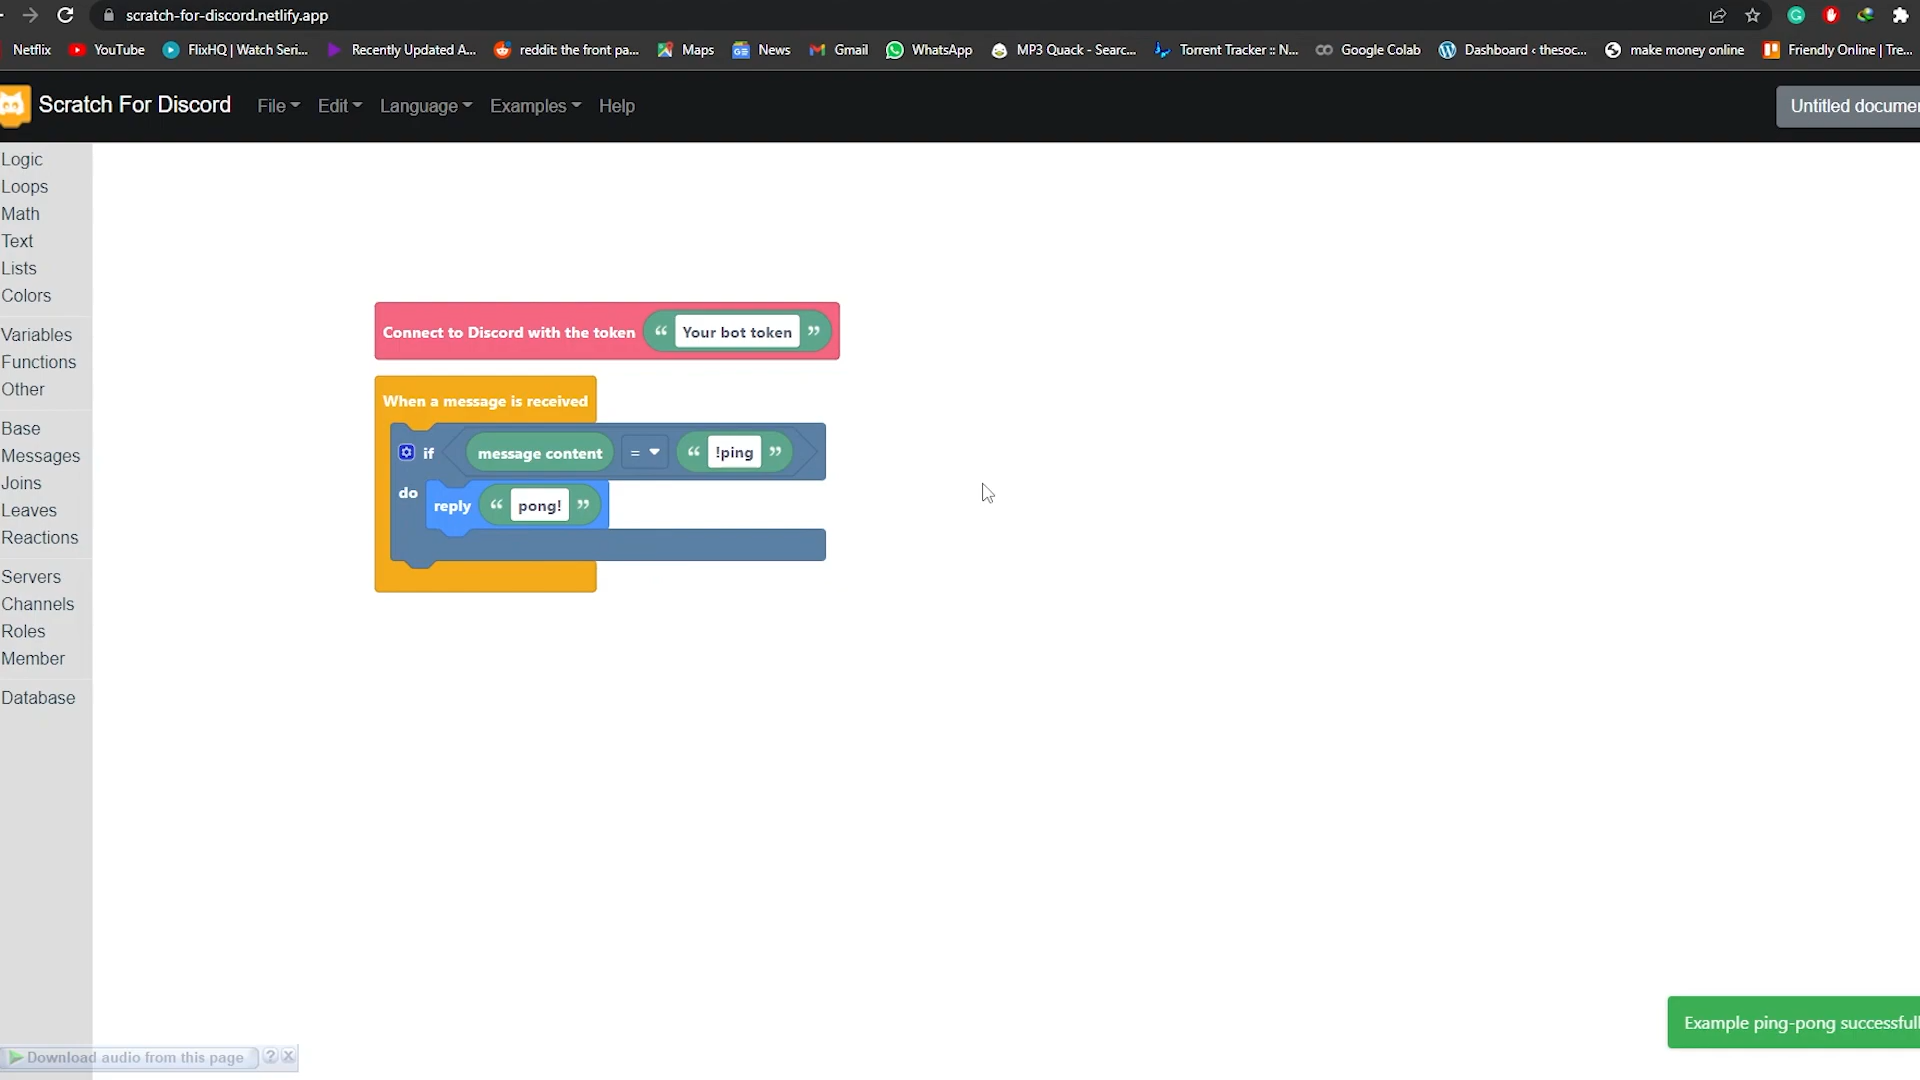 scratch-for-discord.netlify.app
Netflix YouTube FlixHQ | Watch Seri... Recently Updated A... reddit: the front pa... Maps News Gmail WhatsApp MP3 Quack - Searc... Torrent Tracker :: N... Google Colab Dashboard ‹ thesoc... make money online Friendly Online | Tre...
Scratch For Discord File Edit Language Examples Help Untitled documen
Logic
Loops
Math
Text
Lists
Colors
Variables
Functions
Other
Base
Messages
Joins
Leaves
Reactions
Servers
Channels
Roles
Member
Database
Connect to Discord with the token “ Your bot token ”
When a message is received
if message content = “ !ping ”
do reply “ pong! ”
Example ping-pong successfull
Download audio from this page ? X